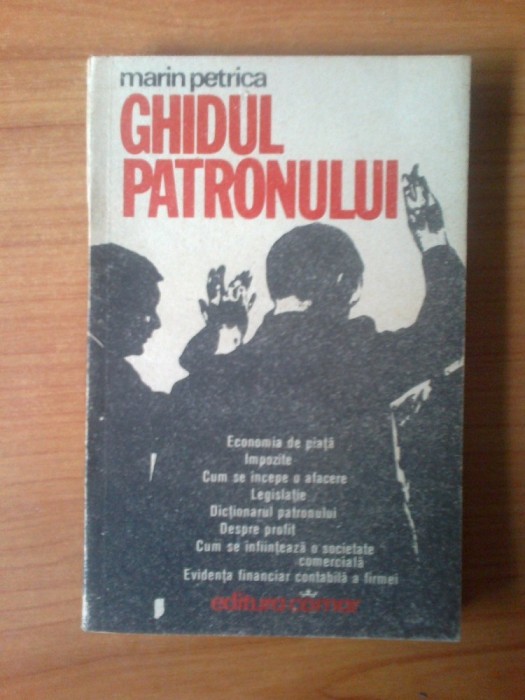 marin petrica
GHIDUL
PATRONULUI
Economia de piață
Impozite
Cum se începe o afacere
Legislație
Dicționarul patronului
Despre profit
Cum se înființează o societate
comercială
Evidența financiar contabilă a firmei
editura comar